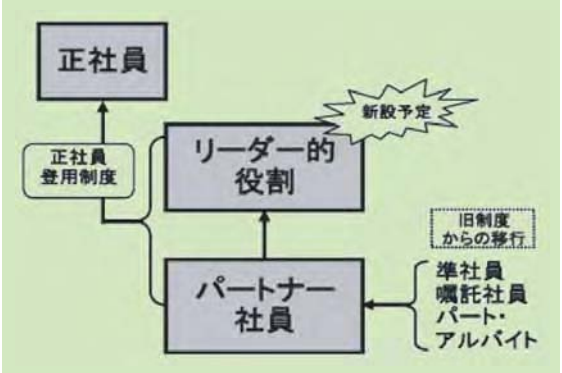 正社員
新設予定
正社員
登用制度
リーダー的
役割
旧制度
からの移行
パートナー
社員
準社員
嘱託社員
パート・
アルバイト